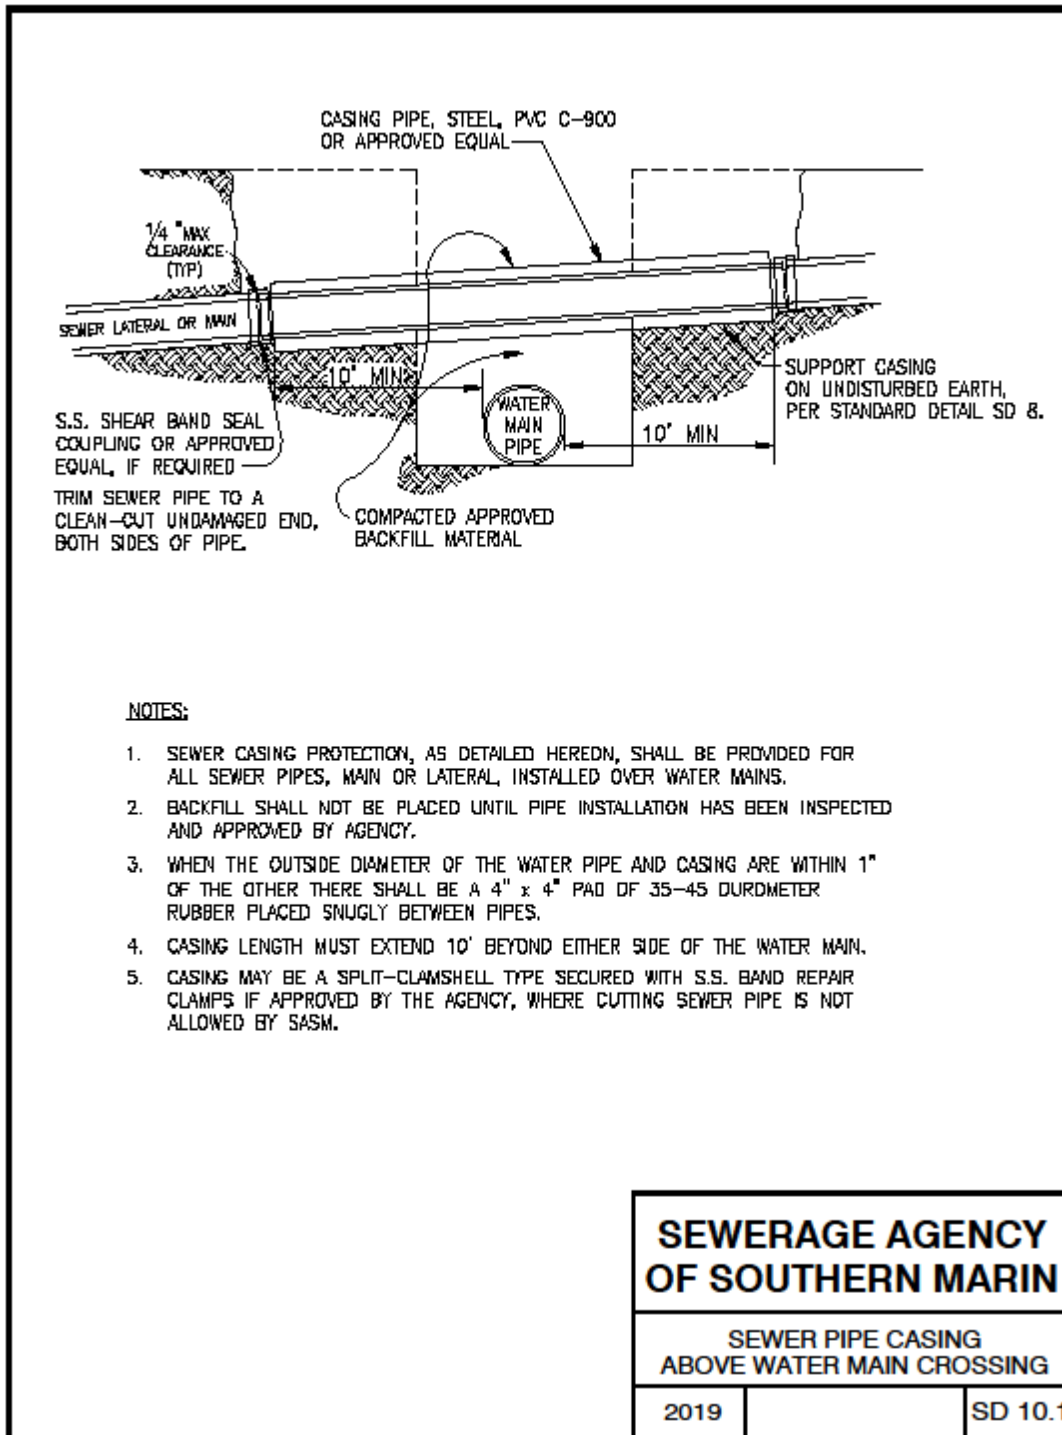 CASING PIPE, STEEL, PVC C-900
OR APPROVED EQUAL
1/4 "MAX
CLEARANCE
(TYP)
SEWER LATERAL OR MAIN
10' MIN
WATER
MAIN
PIPE
10' MIN
SUPPORT CASING
ON UNDISTURBED EARTH,
PER STANDARD DETAIL SD 8.
S.S. SHEAR BAND SEAL
COUPLING OR APPROVED
EQUAL, IF REQUIRED
TRIM SEWER PIPE TO A
CLEAN-CUT UNDAMAGED END,
BOTH SIDES OF PIPE.
COMPACTED APPROVED
BACKFILL MATERIAL
NOTES:
1. SEWER CASING PROTECTION, AS DETAILED HEREON, SHALL BE PROVIDED FOR
ALL SEWER PIPES, MAIN OR LATERAL, INSTALLED OVER WATER MAINS.
2. BACKFILL SHALL NOT BE PLACED UNTIL PIPE INSTALLATION HAS BEEN INSPECTED
AND APPROVED BY AGENCY.
3. WHEN THE OUTSIDE DIAMETER OF THE WATER PIPE AND CASING ARE WITHIN 1"
OF THE OTHER THERE SHALL BE A 4" x 4" PAD OF 35-45 DUROMETER
RUBBER PLACED SNUGLY BETWEEN PIPES.
4. CASING LENGTH MUST EXTEND 10' BEYOND EITHER SIDE OF THE WATER MAIN.
5. CASING MAY BE A SPLIT-CLAMSHELL TYPE SECURED WITH S.S. BAND REPAIR
CLAMPS IF APPROVED BY THE AGENCY, WHERE CUTTING SEWER PIPE IS NOT
ALLOWED BY SASM.
SEWERAGE AGENCY
OF SOUTHERN MARIN
SEWER PIPE CASING
ABOVE WATER MAIN CROSSING
2019
SD 10.1